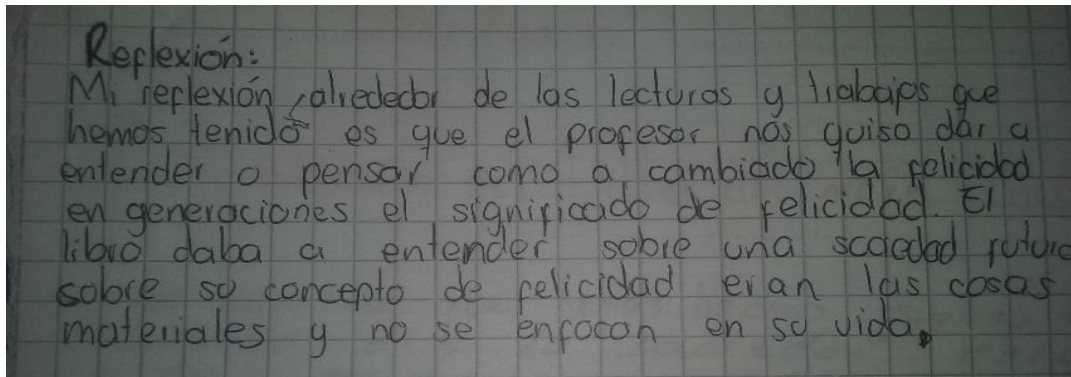 Reflexión:
Mi reflexión, alrededor de las lecturas y trabajos que
hemos tenido es que el profesor nos quiso dar a
entender o pensar como a cambiado la felicidad
en generaciones el significado de felicidad. El
libro daba a entender sobre una sociedad futura
sobre so concepto de felicidad eran las cosas
materiales y no se enfocan en su vida.